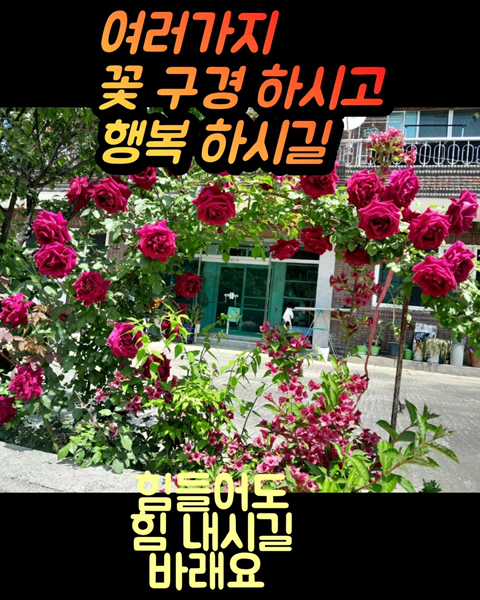 여러가지
꽃 구경 하시고
행복 하시길
힘들어도
힘 내시길
바래요